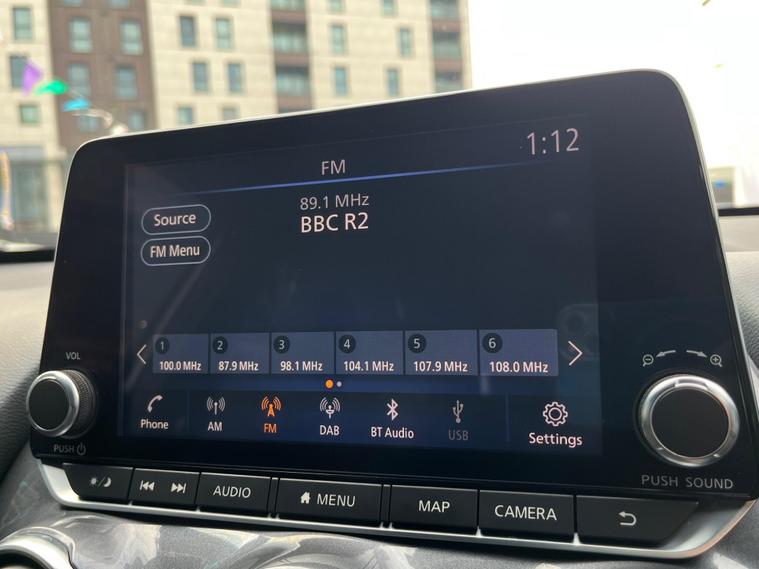 1:12
FM
89.1 MHz
BBC R2
Source
FM Menu
1 2 3 4 5 6
100.0 MHz 87.9 MHz 98.1 MHz 104.1 MHz 107.9 MHz 108.0 MHz
Phone AM FM DAB BT Audio USB Settings
VOL
PUSH
PUSH SOUND
AUDIO MENU MAP CAMERA